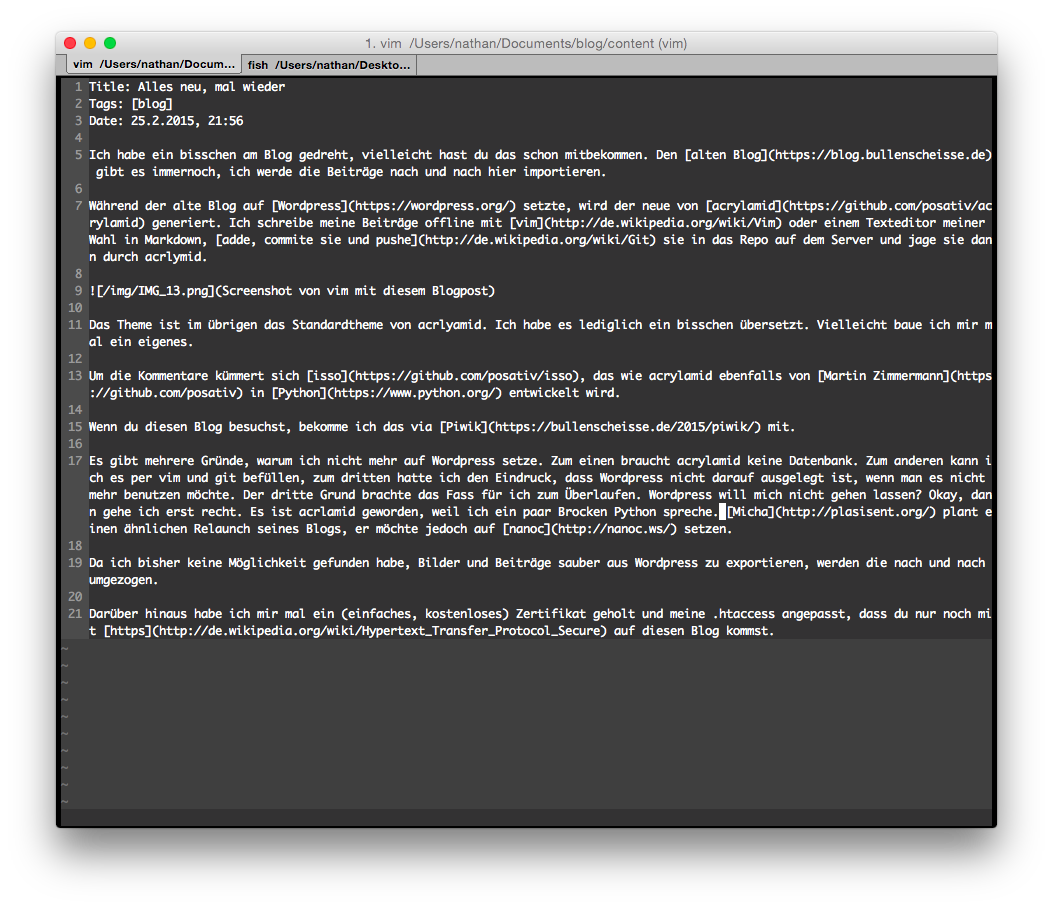 1. vim /Users/nathan/Documents/blog/content (vim)
vim /Users/nathan/Docum... fish /Users/nathan/Deskto...
1 Title: Alles neu, mal wieder
2 Tags: [blog]
3 Date: 25.2.2015, 21:56
4
5 Ich habe ein bisschen am Blog gedreht, vielleicht hast du das schon mitbekommen. Den [alten Blog](https://blog.bullenscheisse.de)
gibt es immernoch, ich werde die Beiträge nach und nach hier importieren.
6
7 Während der alte Blog auf [Wordpress](https://wordpress.org/) setzte, wird der neue von [acrylamid](https://github.com/posativ/ac
rylamid) generiert. Ich schreibe meine Beiträge offline mit [vim](http://de.wikipedia.org/wiki/Vim) oder einem Texteditor meiner
Wahl in Markdown, [adde, commite sie und pushe](http://de.wikipedia.org/wiki/Git) sie in das Repo auf dem Server und jage sie dan
n durch acrlymid.
8
9 ![/img/IMG_13.png](Screenshot von vim mit diesem Blogpost)
10
11 Das Theme ist im übrigen das Standardtheme von acrlyamid. Ich habe es lediglich ein bisschen übersetzt. Vielleicht baue ich mir m
al ein eigenes.
12
13 Um die Kommentare kümmert sich [isso](https://github.com/posativ/isso), das wie acrylamid ebenfalls von [Martin Zimmermann](https
://github.com/posativ) in [Python](https://www.python.org/) entwickelt wird.
14
15 Wenn du diesen Blog besuchst, bekomme ich das via [Piwik](https://bullenscheisse.de/2015/piwik/) mit.
16
17 Es gibt mehrere Gründe, warum ich nicht mehr auf Wordpress setze. Zum einen braucht acrylamid keine Datenbank. Zum anderen kann i
ch es per vim und git befüllen, zum dritten hatte ich den Eindruck, dass Wordpress nicht darauf ausgelegt ist, wenn man es nicht
mehr benutzen möchte. Der dritte Grund brachte das Fass für ich zum Überlaufen. Wordpress will mich nicht gehen lassen? Okay, dan
n gehe ich erst recht. Es ist acrlamid geworden, weil ich ein paar Brocken Python spreche. [Micha](http://plasisent.org/) plant e
inen ähnlichen Relaunch seines Blogs, er möchte jedoch auf [nanoc](http://nanoc.ws/) setzen.
18
19 Da ich bisher keine Möglichkeit gefunden habe, Bilder und Beiträge sauber aus Wordpress zu exportieren, werden die nach und nach
umgezogen.
20
21 Darüber hinaus habe ich mir mal ein (einfaches, kostenloses) Zertifikat geholt und meine .htaccess angepasst, dass du nur noch mi
t [https](http://de.wikipedia.org/wiki/Hypertext_Transfer_Protocol_Secure) auf diesen Blog kommst.
~
~
~
~
~
~
~
~
~
~